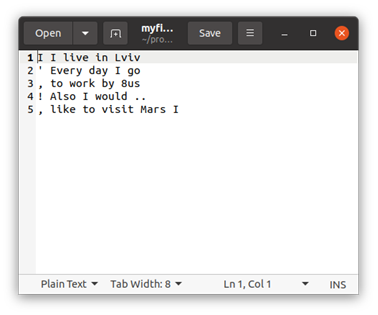 Open
myfi...
~/pro...
Save
1 I I live in Lviv
2 ' Every day I go
3 , to work by 8us
4 ! Also I would ..
5 , like to visit Mars I
Plain Text
Tab Width: 8
Ln 1, Col 1
INS